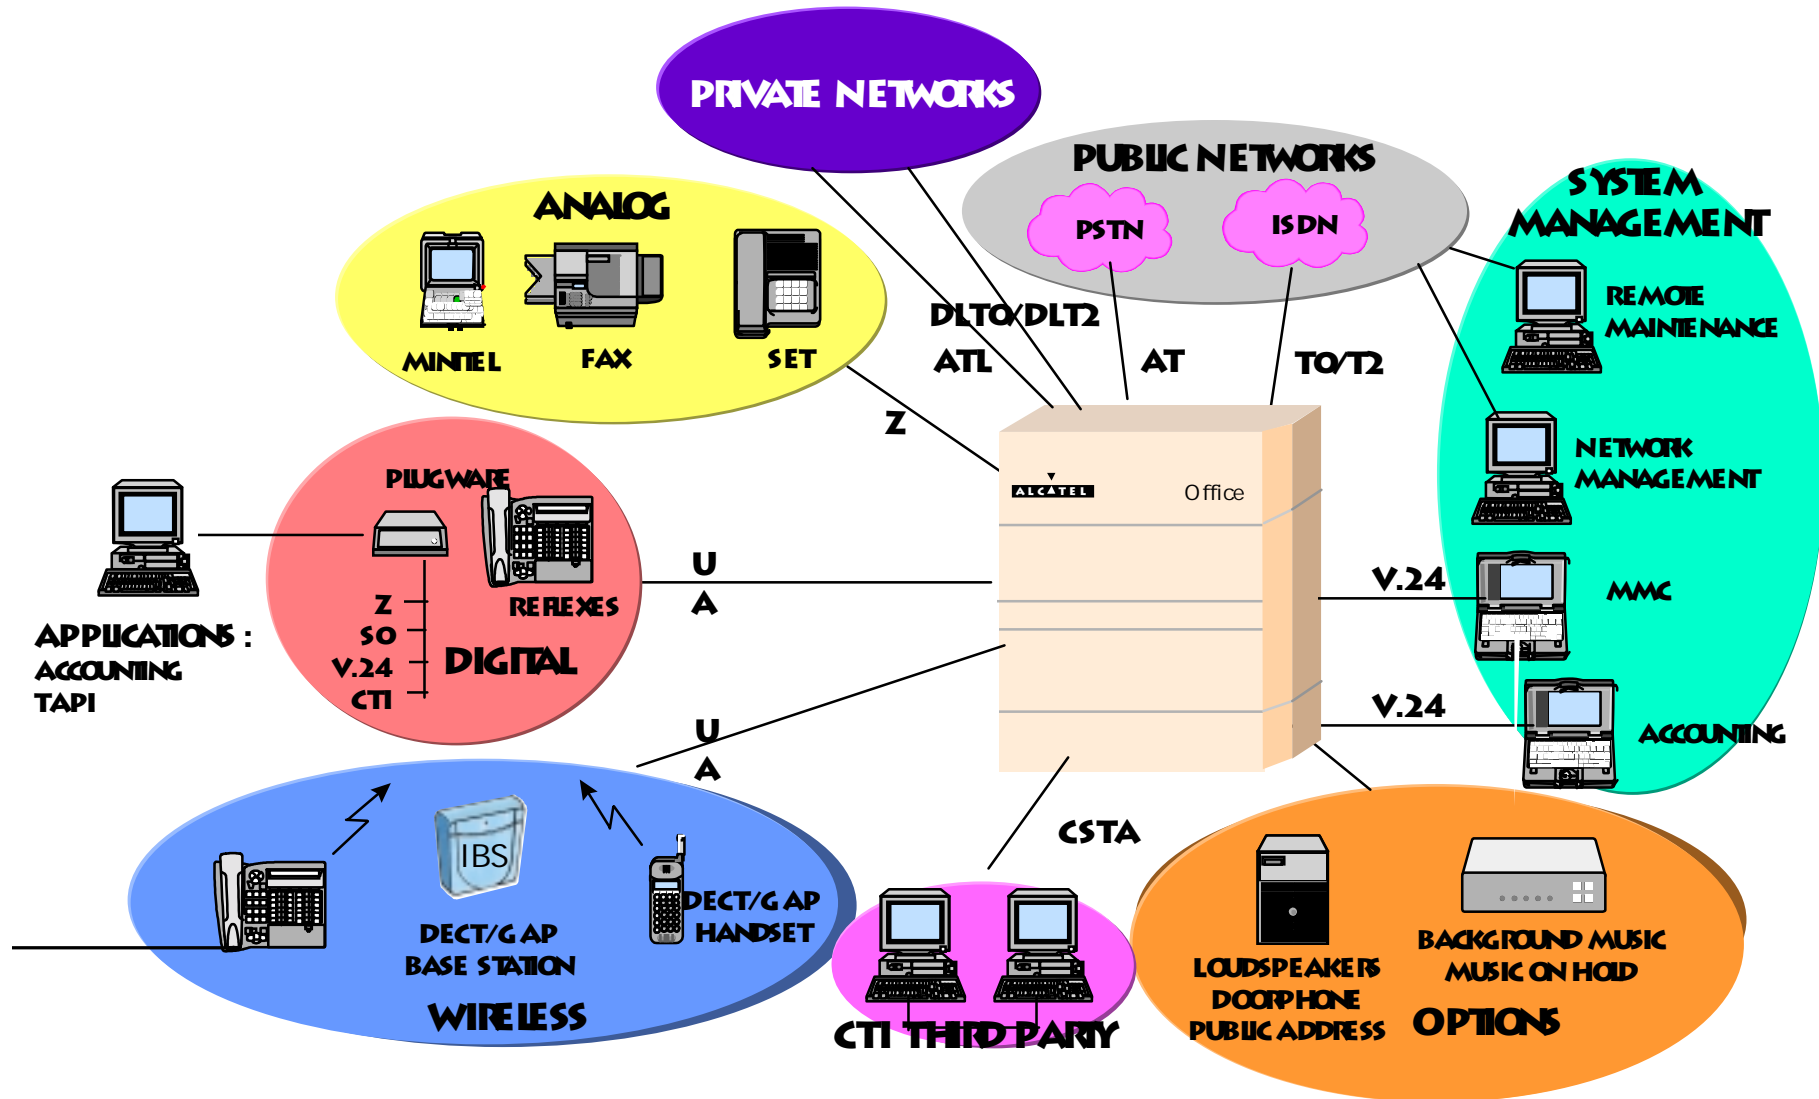 PRIVATE NETWORKS
PUBLIC NETWORKS
PSTN
ISDN
SYSTEM
MANAGEMENT
REMOTE
MAINTENANCE
NETWORK
MANAGEMENT
MMC
ACCOUNTING
ANALOG
MINITEL
FAX
SET
DLT0/DLT2
ATL
AT
T0/T2
Z
ALCATEL
Office
PLUGWARE
REFLEXES
Z
SO
V.24
CTI
DIGITAL
APPLICATIONS :
ACCOUNTING
TAPI
U
A
U
A
V.24
V.24
CSTA
IBS
DECT/GAP
BASE STATION
DECT/GAP
HANDSET
WIRELESS
CTI THIRD PARTY
LOUDSPEAKERS
DOORPHONE
PUBLIC ADDRESS
BACKGROUND MUSIC
MUSIC ON HOLD
OPTIONS